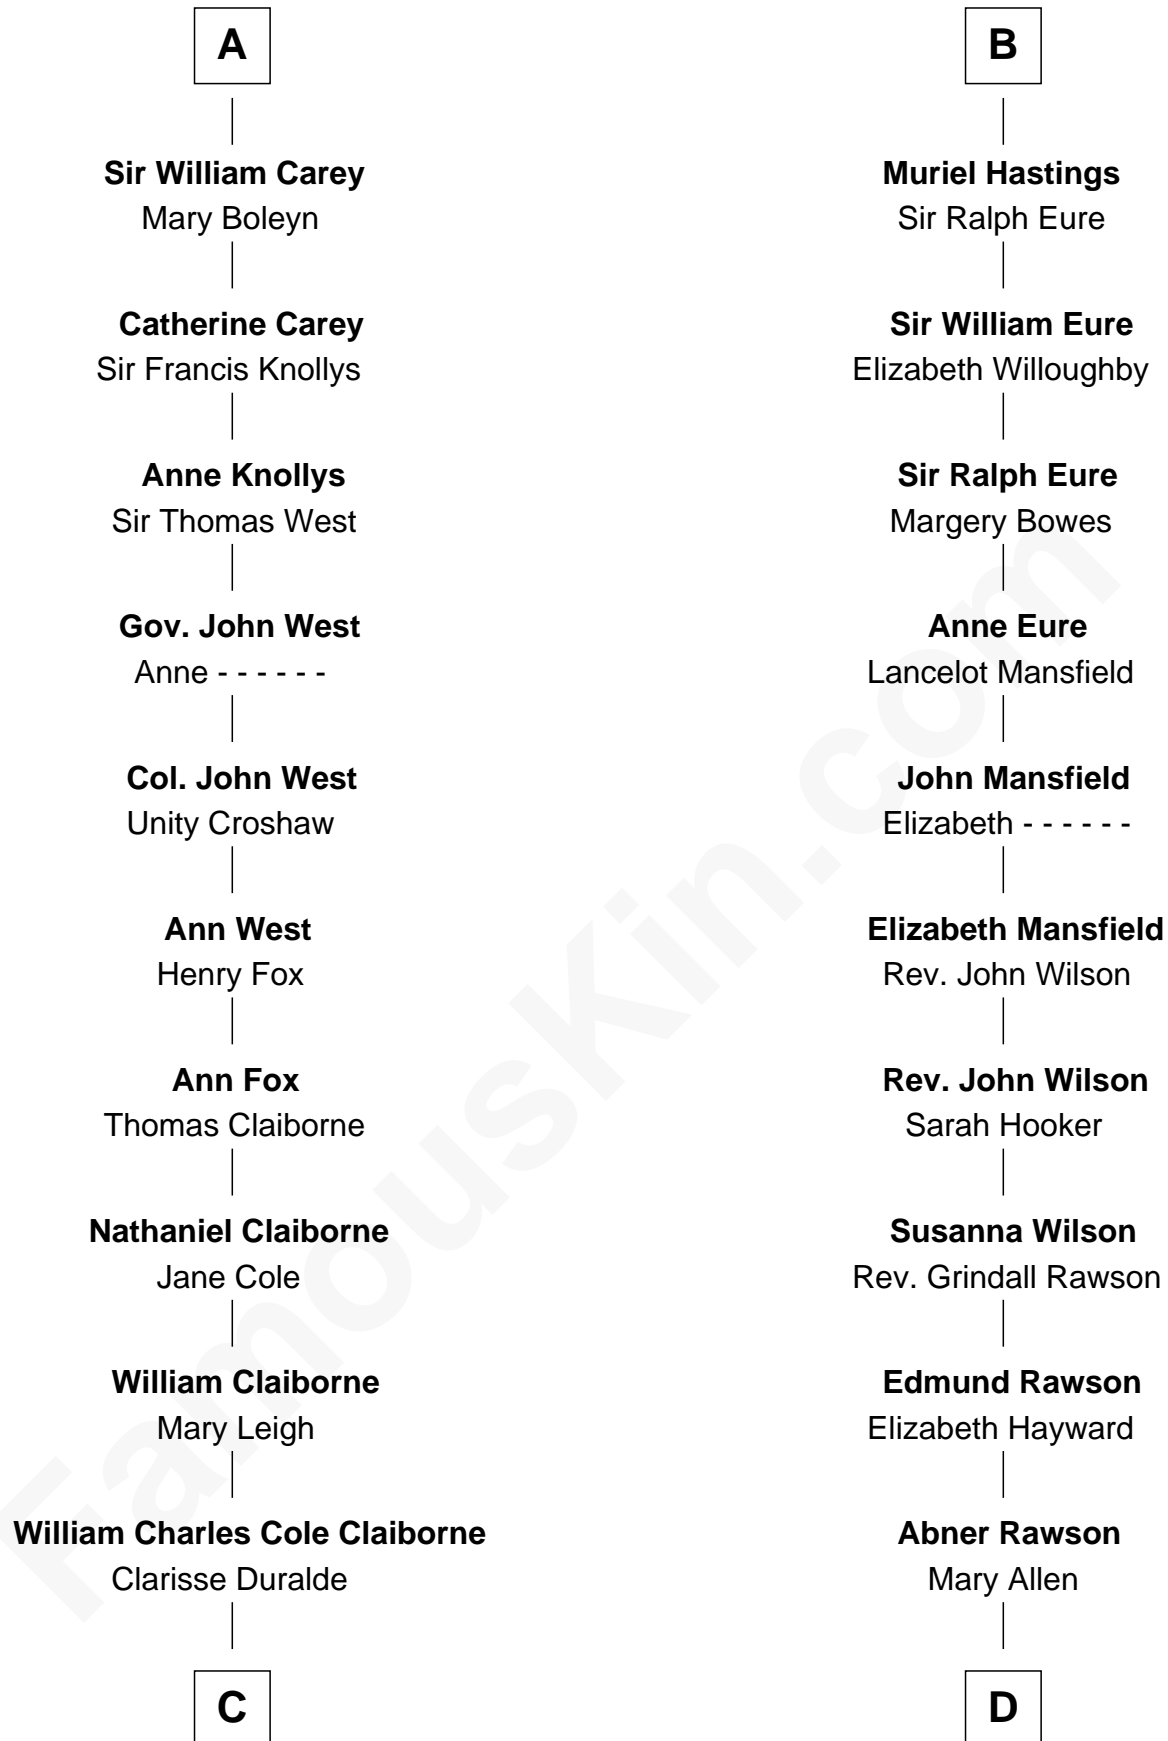 A
Sir William Carey
Mary Boleyn
Catherine Carey
Sir Francis Knollys
Anne Knollys
Sir Thomas West
Gov. John West
Anne - - - - - -
Col. John West
Unity Croshaw
Ann West
Henry Fox
Ann Fox
Thomas Claiborne
Nathaniel Claiborne
Jane Cole
William Claiborne
Mary Leigh
William Charles Cole Claiborne
Clarisse Duralde
C
B
Muriel Hastings
Sir Ralph Eure
Sir William Eure
Elizabeth Willoughby
Sir Ralph Eure
Margery Bowes
Anne Eure
Lancelot Mansfield
John Mansfield
Elizabeth - - - - - -
Elizabeth Mansfield
Rev. John Wilson
Rev. John Wilson
Sarah Hooker
Susanna Wilson
Rev. Grindall Rawson
Edmund Rawson
Elizabeth Hayward
Abner Rawson
Mary Allen
D
FamousKin.com